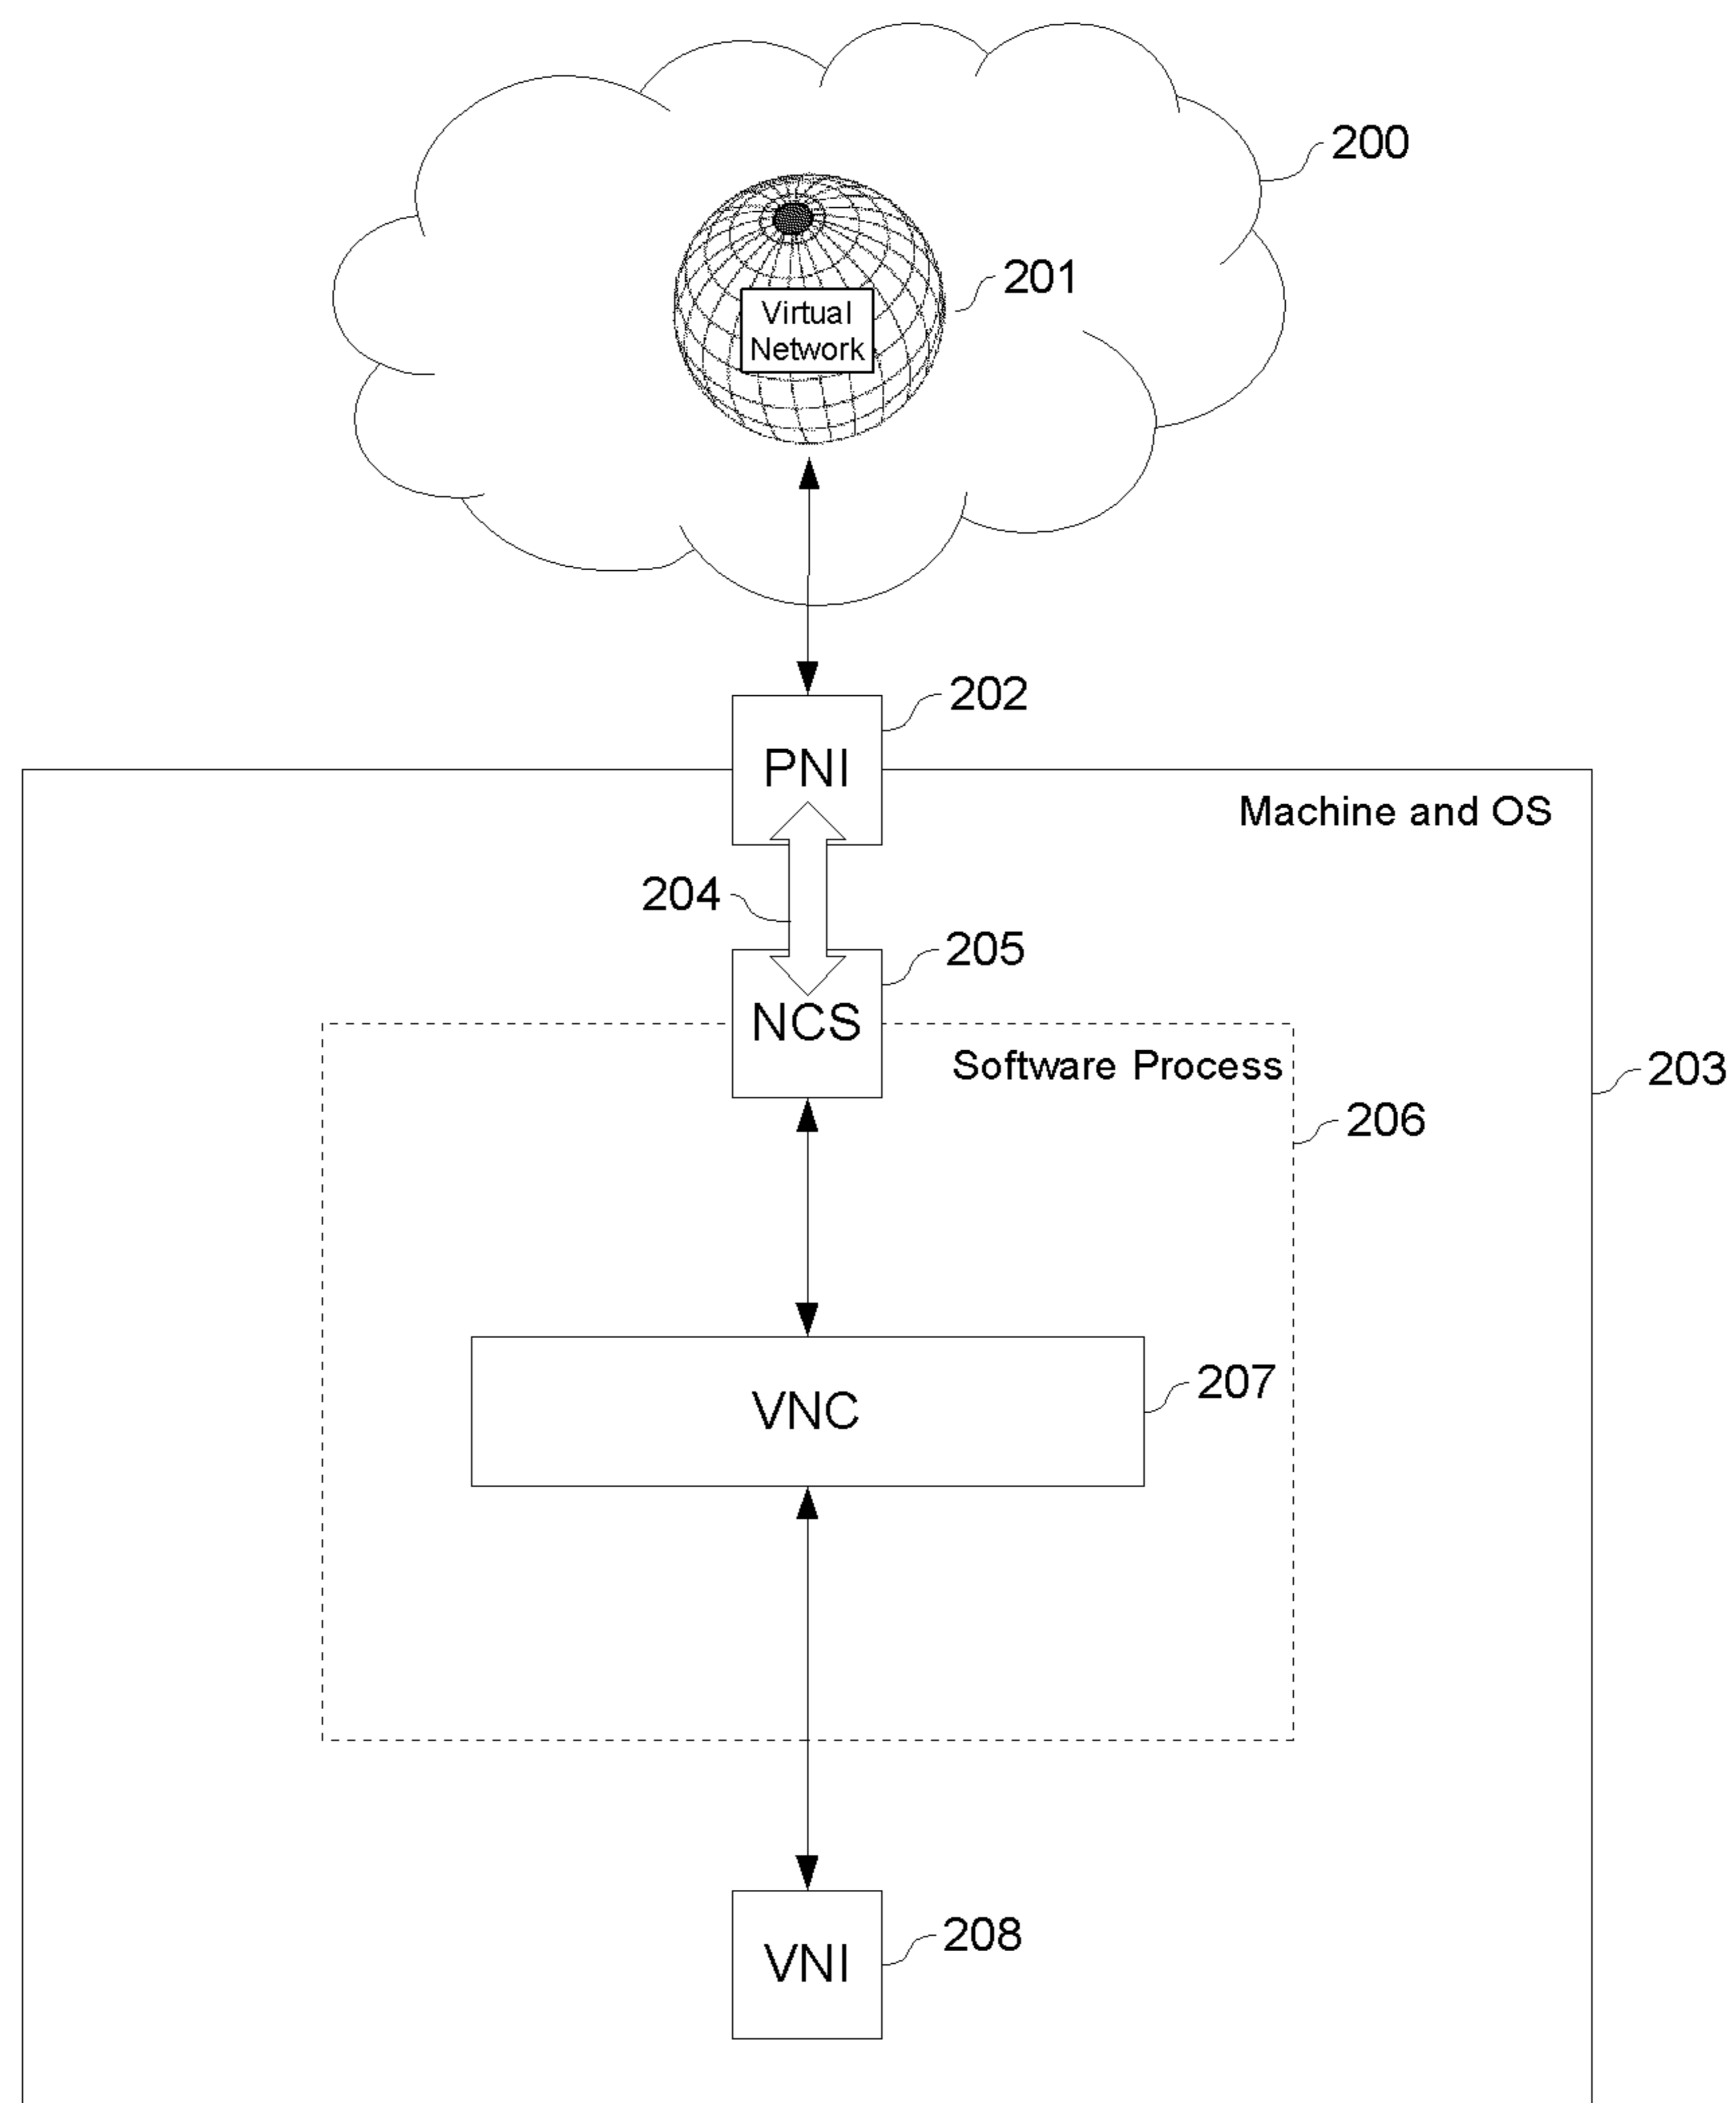 200
201
Virtual
Network
202
PNI
Machine and OS
204
205
NCS
Software Process
203
206
207
VNC
208
VNI